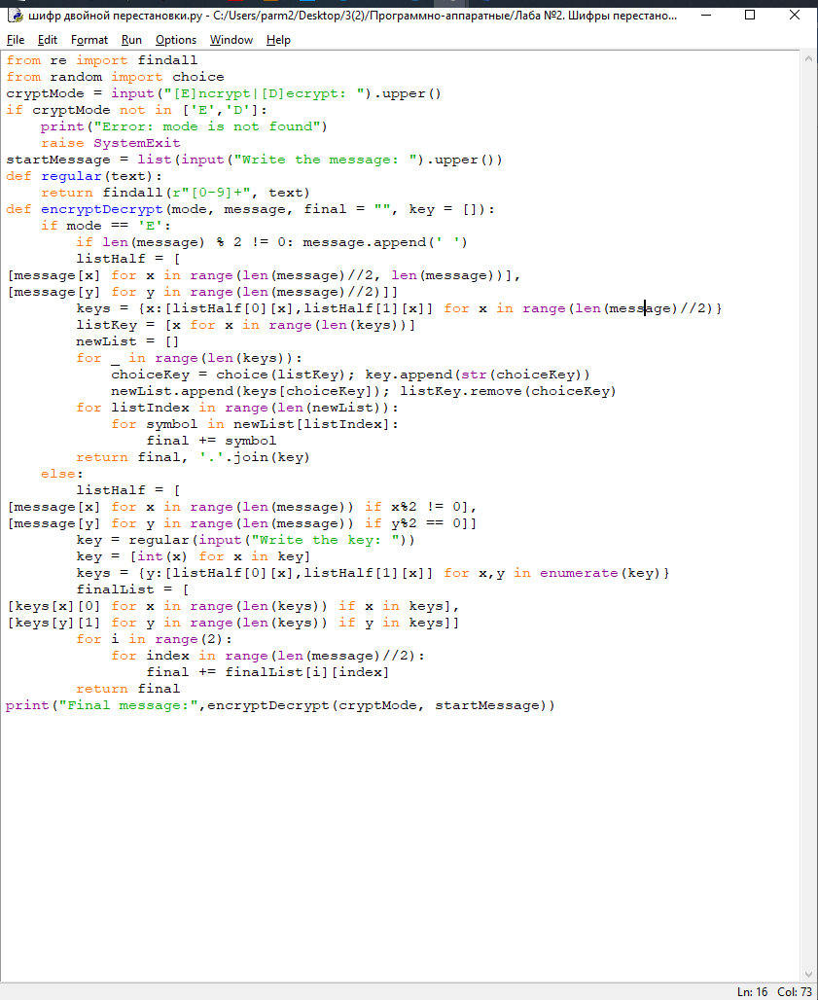 шифр двойной перестановки.py - C:/Users/parm2/Desktop/3(2)/Программно-аппаратные/Лаба №2. Шифры перестано...
File Edit Format Run Options Window Help
from re import findall
from random import choice
cryptMode = input("[E]ncrypt|[D]ecrypt: ").upper()
if cryptMode not in ['E','D']:
    print("Error: mode is not found")
    raise SystemExit
startMessage = list(input("Write the message: ").upper())
def regular(text):
    return findall(r"[0-9]+", text)
def encryptDecrypt(mode, message, final = "", key = []):
    if mode == 'E':
        if len(message) % 2 != 0: message.append(' ')
        listHalf = [
[message[x] for x in range(len(message)//2, len(message))],
[message[y] for y in range(len(message)//2)]]
        keys = {x:[listHalf[0][x],listHalf[1][x]] for x in range(len(message)//2)}
        listKey = [x for x in range(len(keys))]
        newList = []
        for _ in range(len(keys)):
            choiceKey = choice(listKey); key.append(str(choiceKey))
            newList.append(keys[choiceKey]); listKey.remove(choiceKey)
        for listIndex in range(len(newList)):
            for symbol in newList[listIndex]:
                final += symbol
        return final, '.'.join(key)
    else:
        listHalf = [
[message[x] for x in range(len(message)) if x%2 != 0],
[message[y] for y in range(len(message)) if y%2 == 0]]
        key = regular(input("Write the key: "))
        key = [int(x) for x in key]
        keys = {y:[listHalf[0][x],listHalf[1][x]] for x,y in enumerate(key)}
        finalList = [
[keys[x][0] for x in range(len(keys)) if x in keys],
[keys[y][1] for y in range(len(keys)) if y in keys]]
        for i in range(2):
            for index in range(len(message)//2):
                final += finalList[i][index]
        return final
print("Final message:",encryptDecrypt(cryptMode, startMessage))
Ln: 16 Col: 73